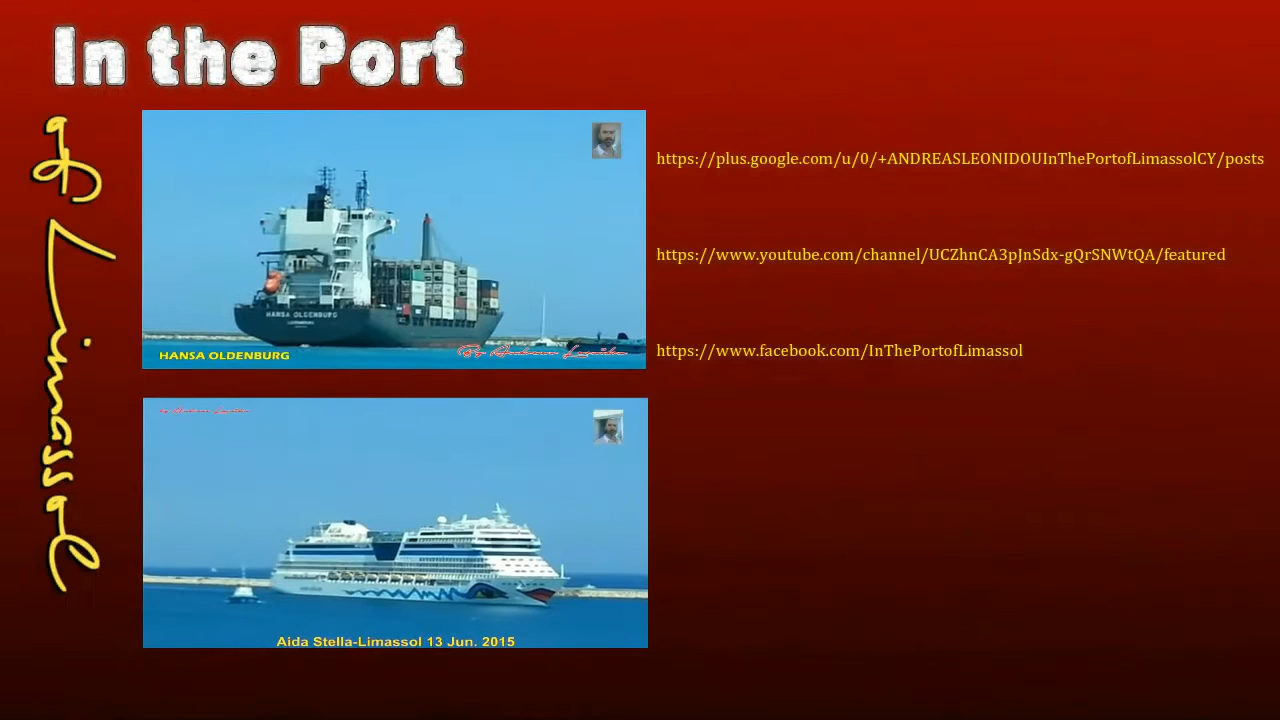 In the Port
of Limassol
https://plus.google.com/u/0/+ANDREASLEONIDOUInThePortofLimassolCY/posts
HANSA OLDENBURG
HANSA OLDENBURG
https://www.youtube.com/channel/UCZhnCA3pJnSdx-gQrSNWtQA/featured
https://www.facebook.com/InThePortofLimassol
Aida Stella-Limassol 13 Jun. 2015